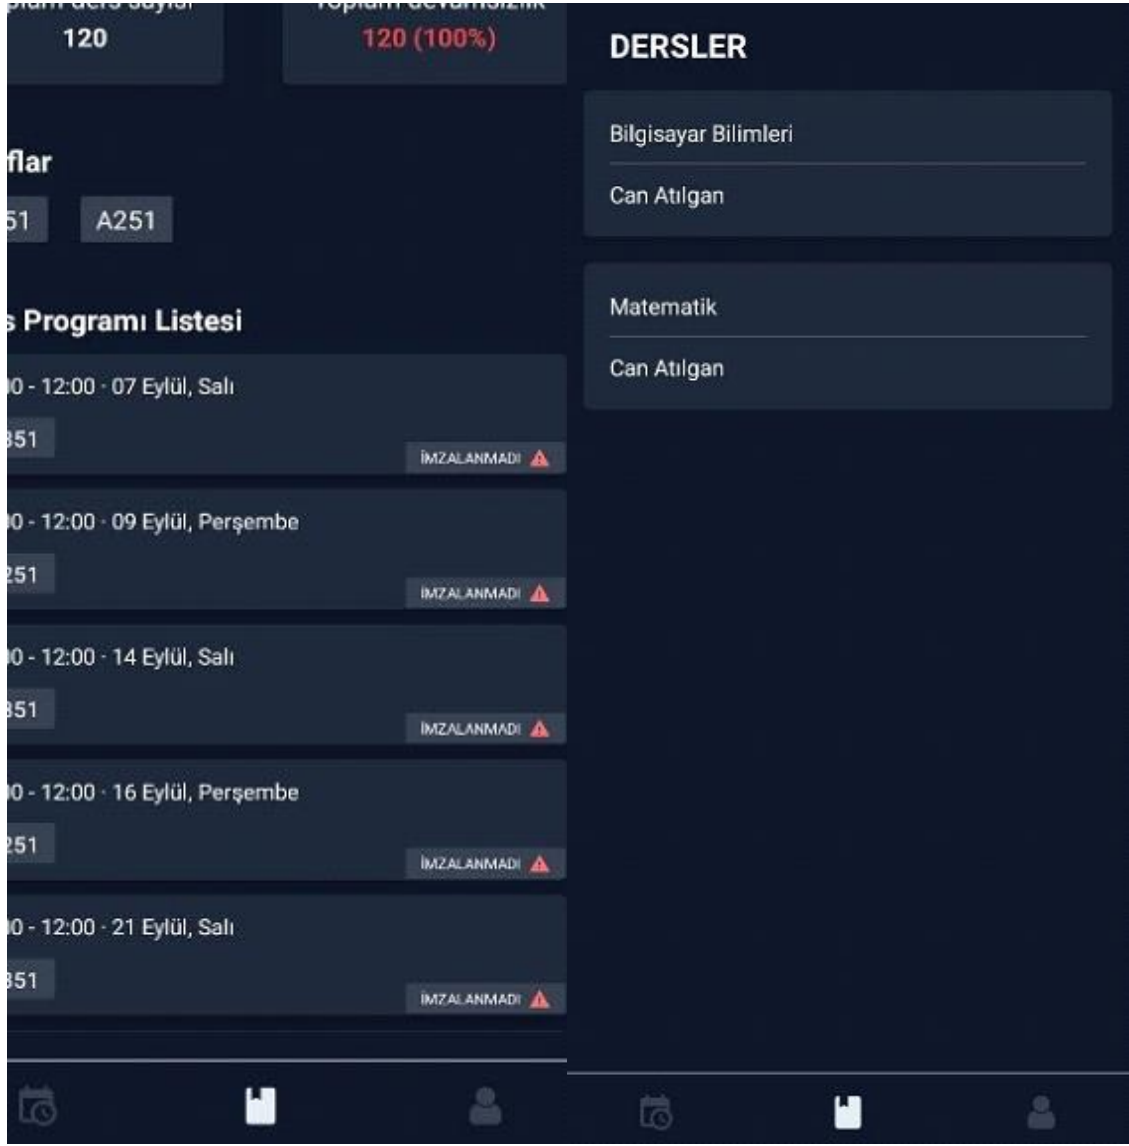 120
120 (100%)
A251
Programı Listesi
- 12:00 · 07 Eylül, Salı
İMZALANMADI
- 12:00 · 09 Eylül, Perşembe
İMZALANMADI
- 12:00 · 14 Eylül, Salı
İMZALANMADI
- 12:00 · 16 Eylül, Perşembe
İMZALANMADI
- 12:00 · 21 Eylül, Salı
İMZALANMADI
DERSLER
Bilgisayar Bilimleri
Can Atılgan
Matematik
Can Atılgan